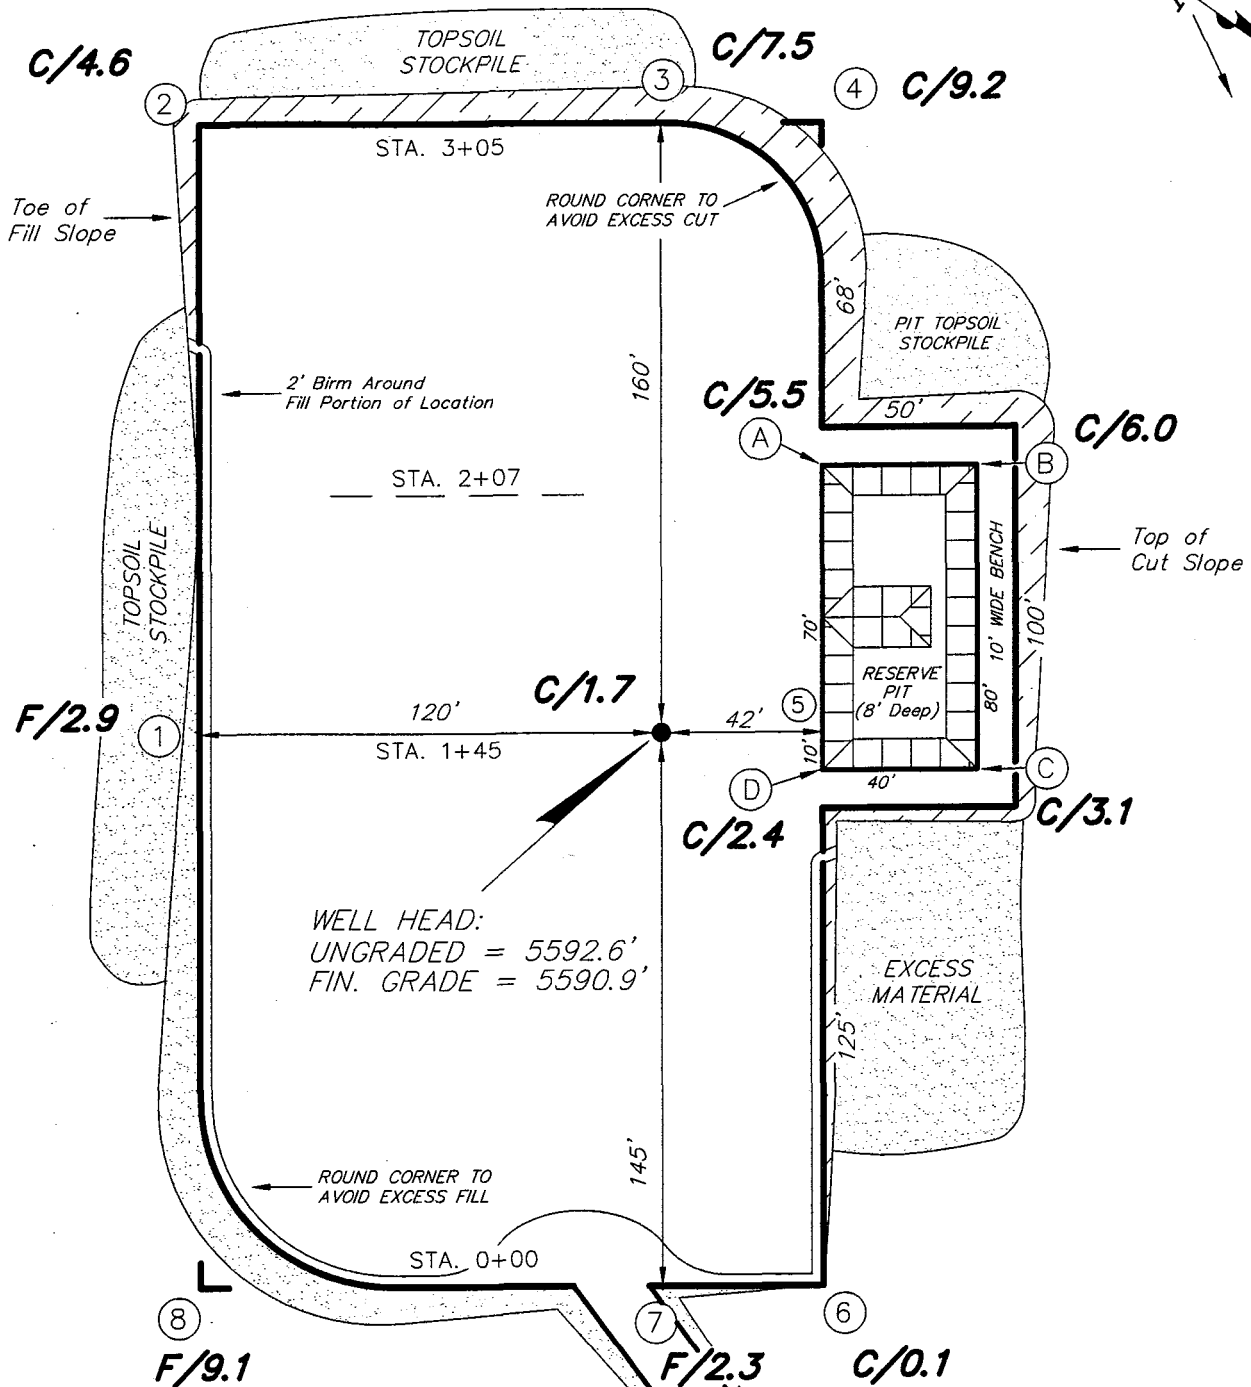 C/4.6
TOPSOIL
STOCKPILE
C/7.5
2
3
4
C/9.2
STA. 3+05
Toe of
Fill Slope
ROUND CORNER TO
AVOID EXCESS CUT
68'
PIT TOPSOIL
STOCKPILE
2' Birm Around
Fill Portion of Location
160'
C/5.5
50'
A
C/6.0
B
STA. 2+07
TOPSOIL
STOCKPILE
10' WIDE BENCH
Top of
Cut Slope
100'
70'
RESERVE
PIT
(8' Deep)
80'
F/2.9
1
120'
C/1.7
42'
5
STA. 1+45
10'
40'
D
C
C/2.4
C/3.1
WELL HEAD:
UNGRADED = 5592.6'
FIN. GRADE = 5590.9'
EXCESS
MATERIAL
125'
145'
ROUND CORNER TO
AVOID EXCESS FILL
STA. 0+00
8
7
6
F/9.1
F/2.3
C/0.1